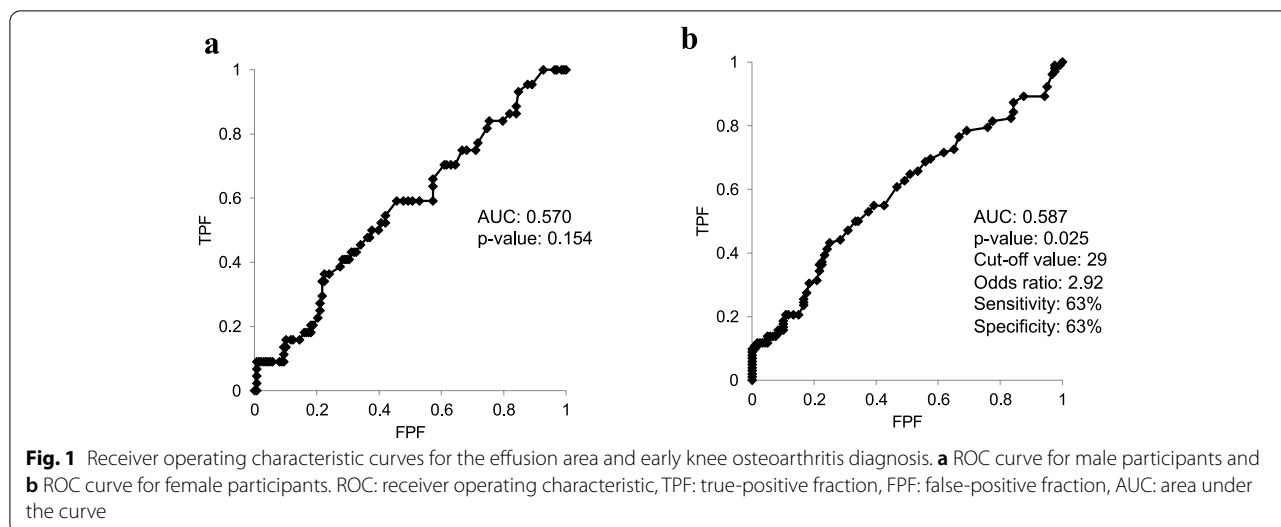 a
1
0.8
0.6
0.4
0.2
0
TPF
0 0.2 0.4 0.6 0.8 1
FPF
AUC: 0.570
p-value: 0.154
b
1
0.8
0.6
0.4
0.2
0
TPF
0 0.2 0.4 0.6 0.8 1
FPF
AUC: 0.587
p-value: 0.025
Cut-off value: 29
Odds ratio: 2.92
Sensitivity: 63%
Specificity: 63%
Fig. 1 Receiver operating characteristic curves for the effusion area and early knee osteoarthritis diagnosis. a ROC curve for male participants and
b ROC curve for female participants. ROC: receiver operating characteristic, TPF: true-positive fraction, FPF: false-positive fraction, AUC: area under
the curve